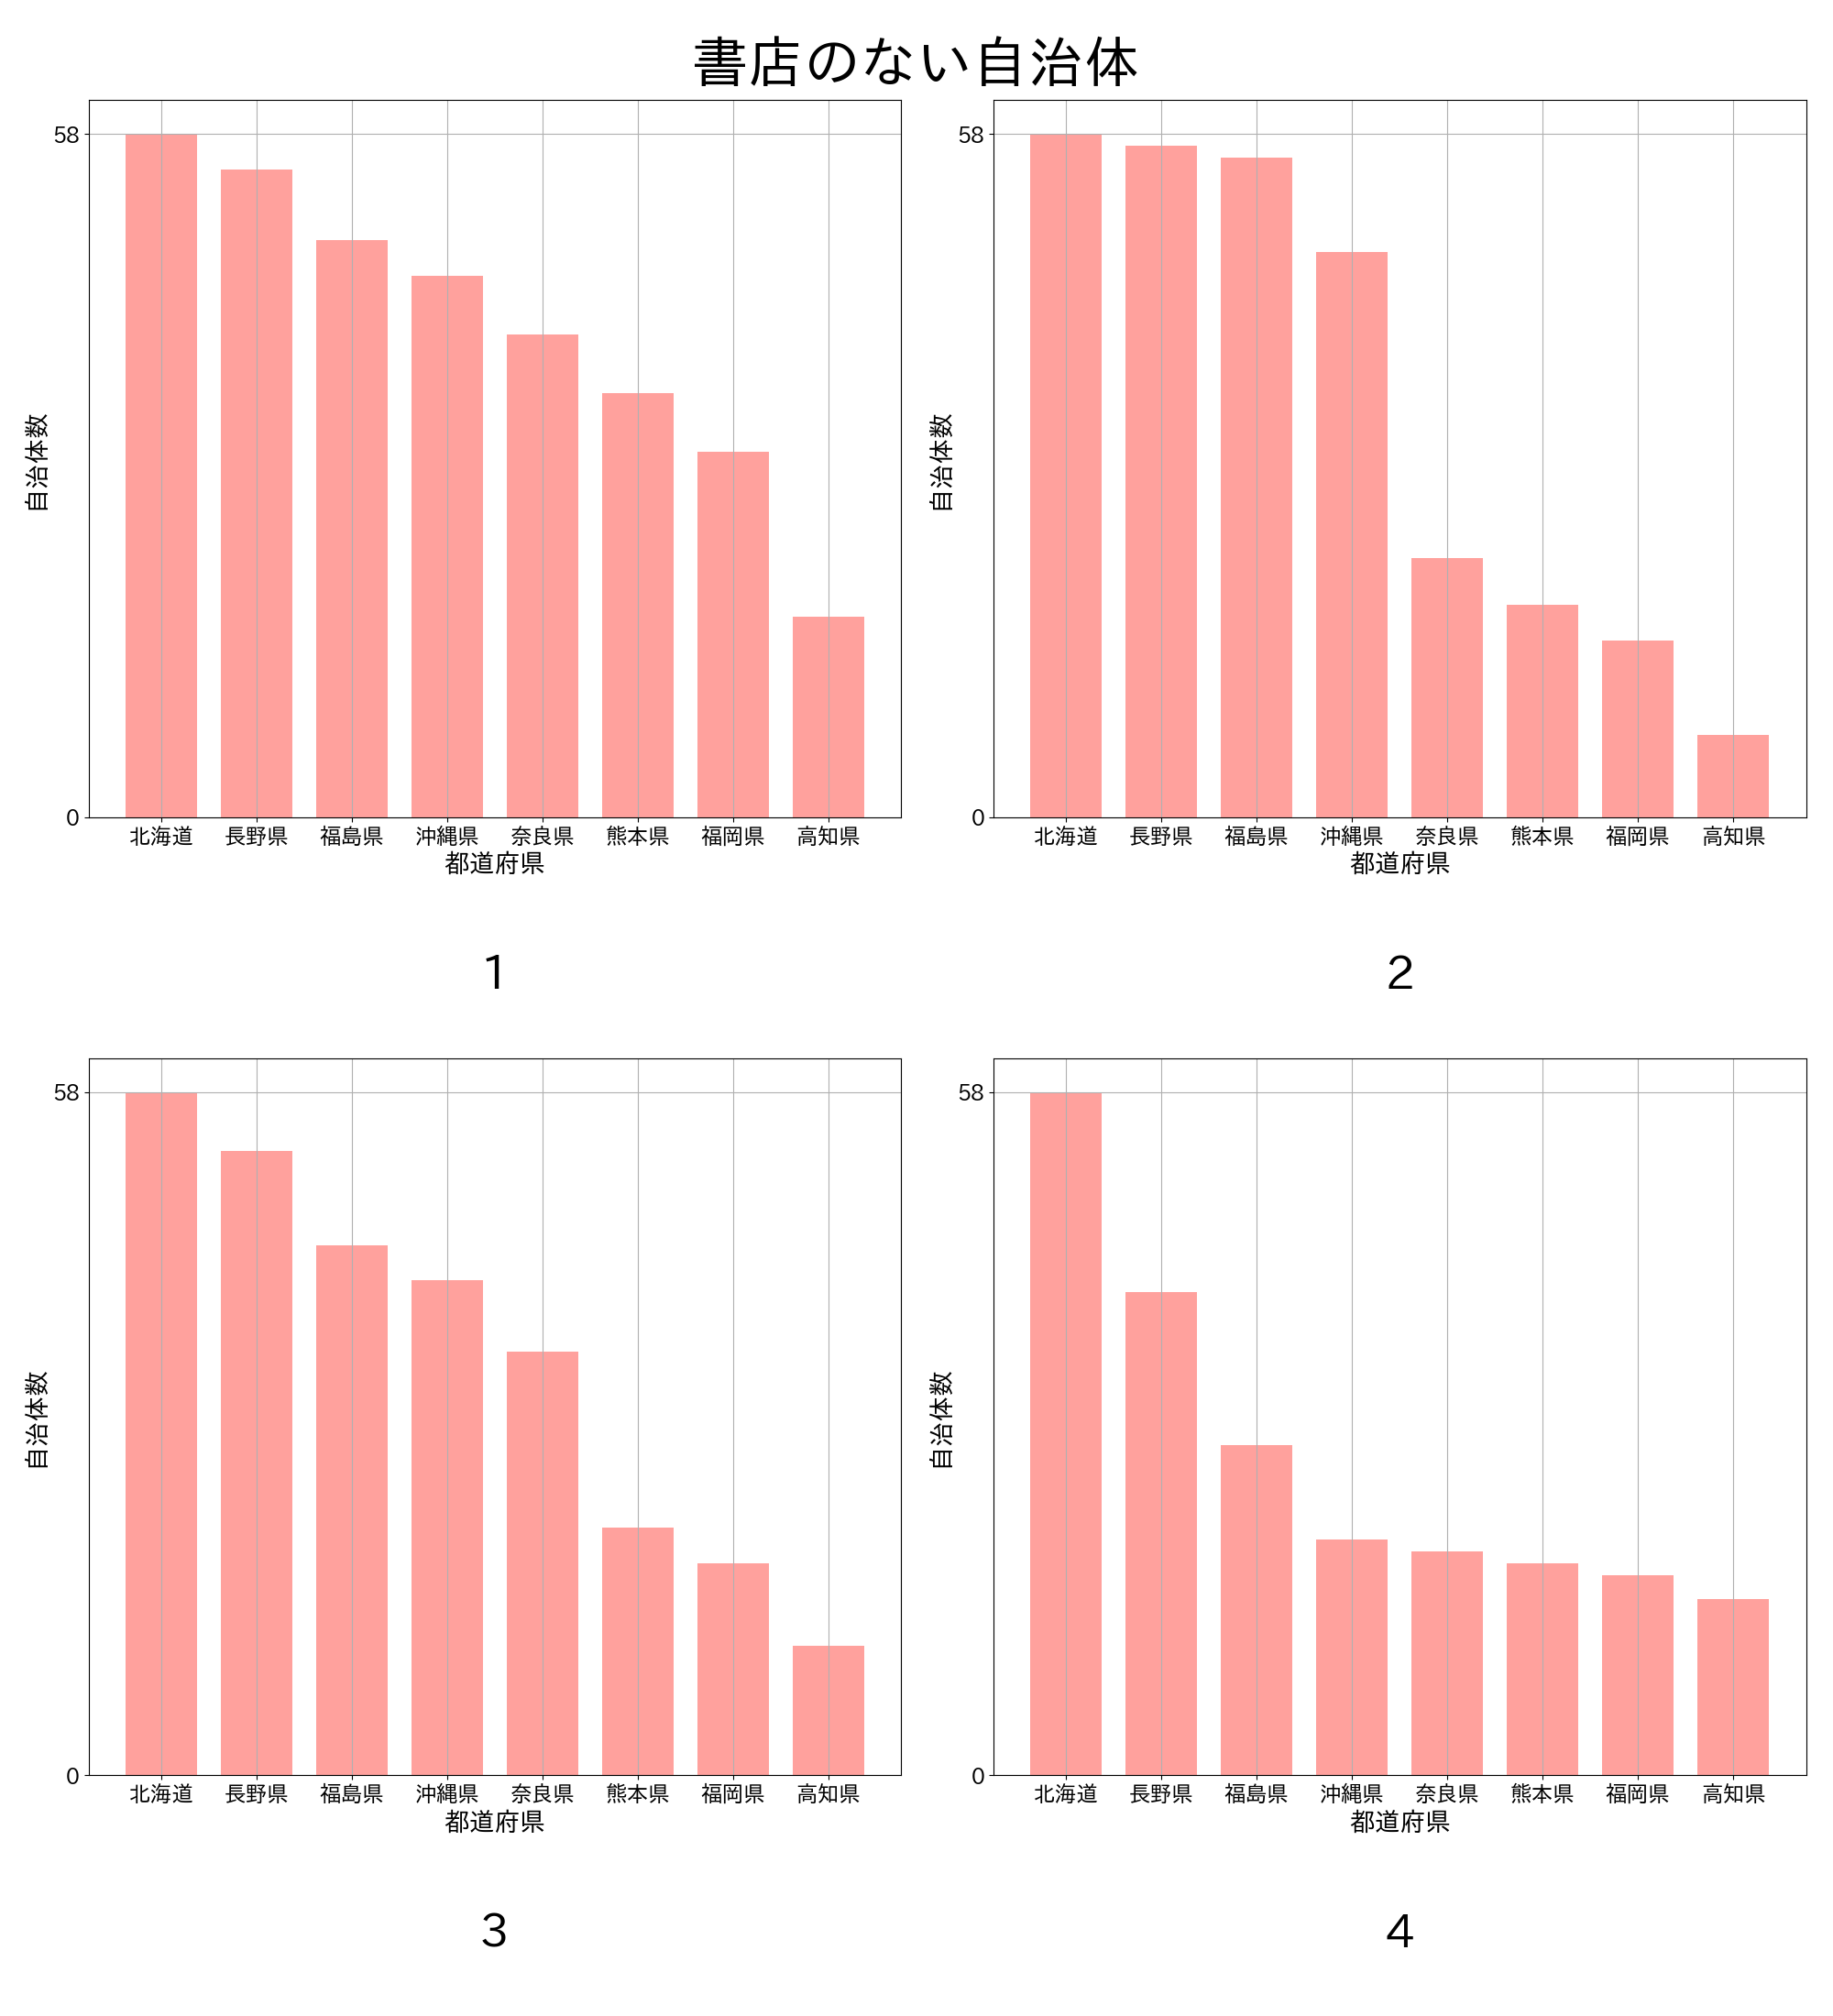 書店のない自治体
58
0
自治体数
北海道 長野県 福島県 沖縄県 奈良県 熊本県 福岡県 高知県
都道府県
1
58
0
自治体数
北海道 長野県 福島県 沖縄県 奈良県 熊本県 福岡県 高知県
都道府県
2
58
0
自治体数
北海道 長野県 福島県 沖縄県 奈良県 熊本県 福岡県 高知県
都道府県
3
58
0
自治体数
北海道 長野県 福島県 沖縄県 奈良県 熊本県 福岡県 高知県
都道府県
4